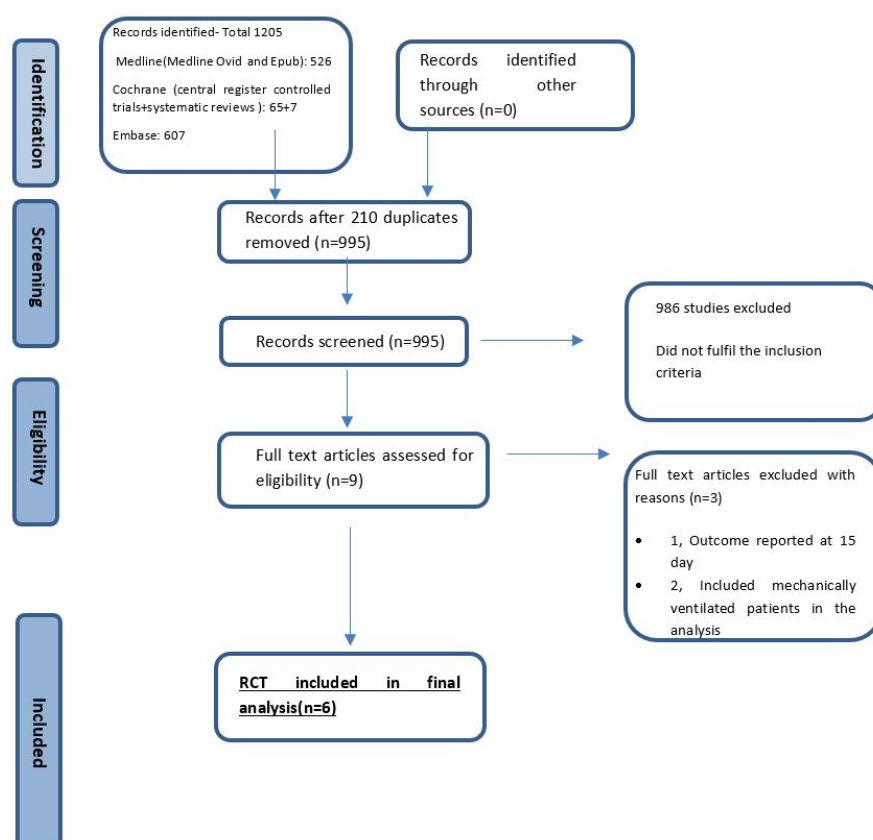 Identification
Records identified- Total 1205
Medline(Medline Ovid and Epub): 526
Cochrane (central register controlled
trials+systematic reviews ): 65+7
Embase: 607
Records identified
through other
sources (n=0)
Screening
Records after 210 duplicates
removed (n=995)
Records screened (n=995)
986 studies excluded
Did not fulfil the inclusion
criteria
Eligibility
Full text articles assessed for
eligibility (n=9)
Full text articles excluded with
reasons (n=3)
• 1, Outcome reported at 15
day
• 2, Included mechanically
ventilated patients in the
analysis
Included
RCT included in final
analysis(n=6)